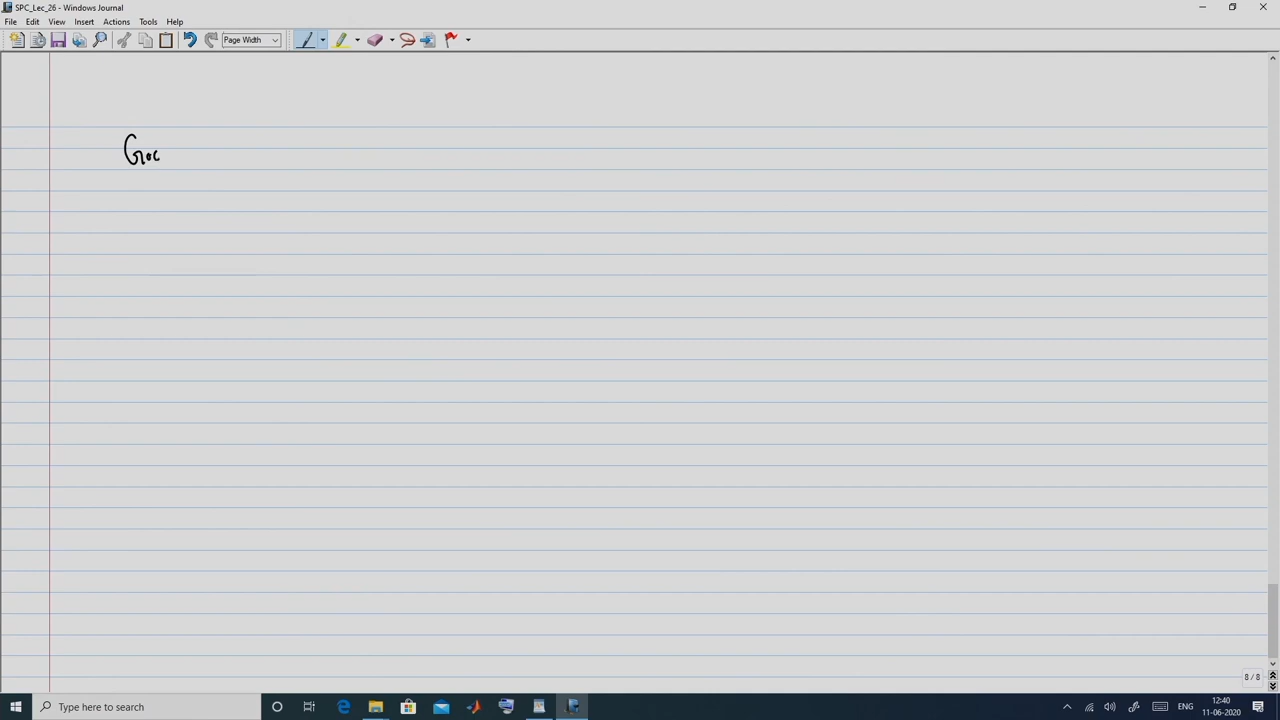 SPC_Lec_26 - Windows Journal
File Edit View Insert Actions Tools Help
Page Width
8 / 8
Type here to search
ENG
12:40
11-06-2020